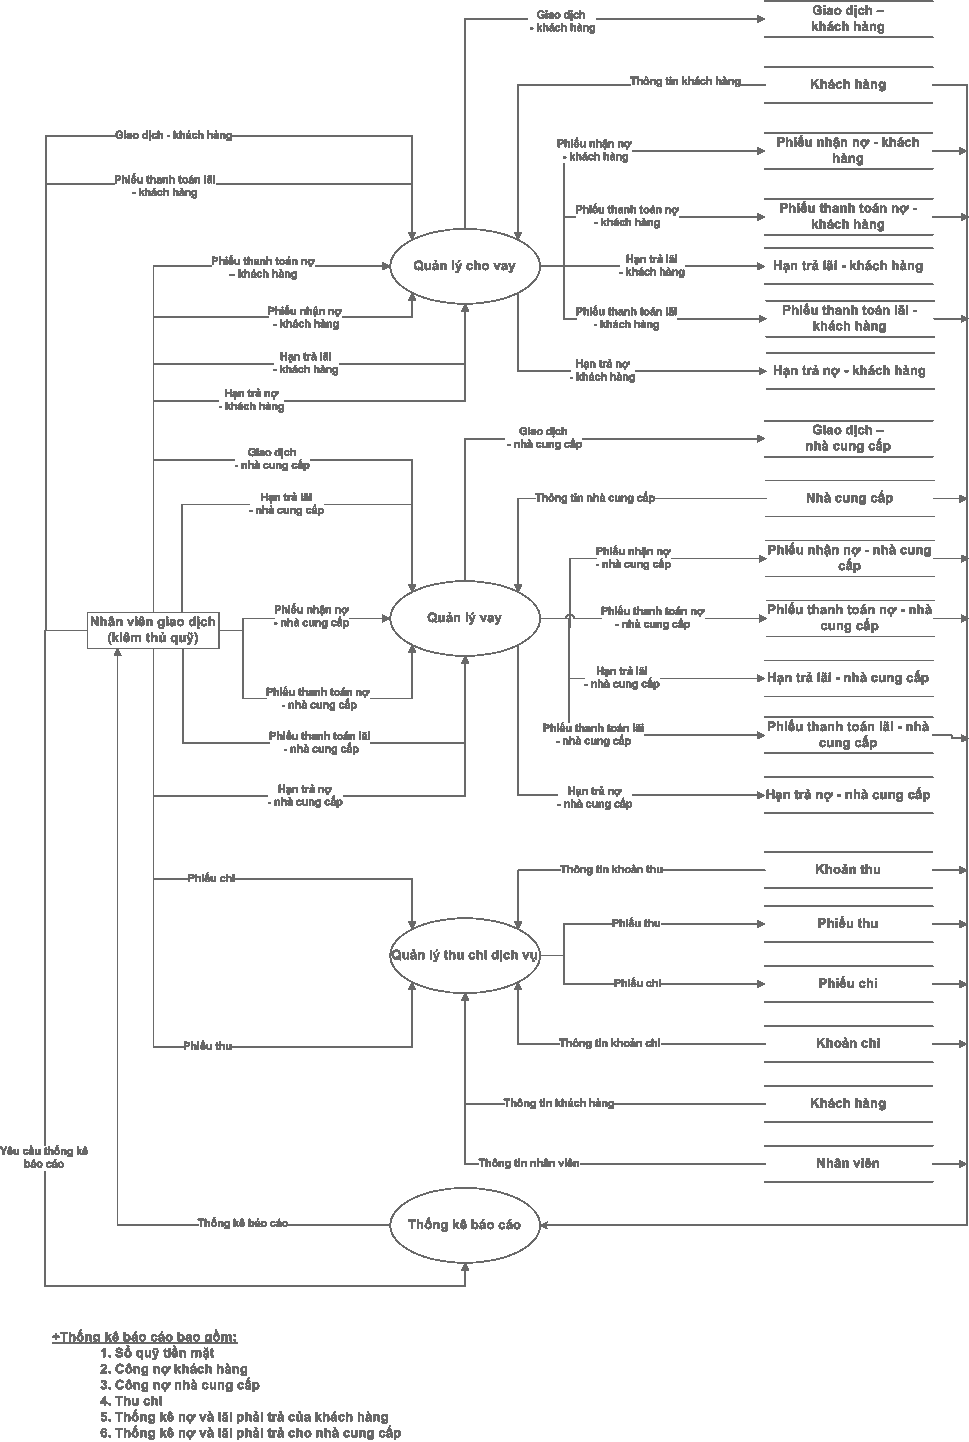 Giao dịch
- khách hàng
Giao dịch –
khách hàng
Thông tin khách hàng
Khách hàng
Giao dịch - khách hàng
Phiếu nhận nợ
- khách hàng
Phiếu nhận nợ - khách
hàng
Phiếu thanh toán lãi
- khách hàng
Phiếu thanh toán nợ
- khách hàng
Phiếu thanh toán nợ -
khách hàng
Phiếu thanh toán nợ
– khách hàng
Quản lý cho vay
Hạn trả lãi
- khách hàng
Hạn trả lãi - khách hàng
Phiếu nhận nợ
- khách hàng
Phiếu thanh toán lãi
- khách hàng
Phiếu thanh toán lãi -
khách hàng
Hạn trả lãi
- khách hàng
Hạn trả nợ
- khách hàng
Hạn trả nợ - khách hàng
Hạn trả nợ
- khách hàng
Giao dịch
- nhà cung cấp
Giao dịch –
nhà cung cấp
Giao dịch
- nhà cung cấp
Hạn trả lãi
- nhà cung cấp
Thông tin nhà cung cấp
Nhà cung cấp
Phiếu nhận nợ
- nhà cung cấp
Phiếu nhận nợ - nhà cung
cấp
Nhân viên giao dịch
(kiêm thủ quỹ)
Phiếu nhận nợ
- nhà cung cấp
Quản lý vay
Phiếu thanh toán nợ
- nhà cung cấp
Phiếu thanh toán nợ - nhà
cung cấp
Hạn trả lãi
- nhà cung cấp
Hạn trả lãi - nhà cung cấp
Phiếu thanh toán nợ
- nhà cung cấp
Phiếu thanh toán lãi
- nhà cung cấp
Phiếu thanh toán lãi - nhà
cung cấp
Phiếu thanh toán lãi
- nhà cung cấp
Hạn trả nợ
- nhà cung cấp
Hạn trả nợ
- nhà cung cấp
Hạn trả nợ - nhà cung cấp
Thông tin khoản thu
Khoản thu
Phiếu chi
Phiếu thu
Phiếu thu
Quản lý thu chi dịch vụ
Phiếu chi
Phiếu chi
Phiếu thu
Thông tin khoản chi
Khoản chi
Thông tin khách hàng
Khách hàng
Yêu cầu thống kê
báo cáo
Thông tin nhân viên
Nhân viên
Thống kê báo cáo
Thống kê báo cáo
+Thống kê báo cáo bao gồm:
1. Sổ quỹ tiền mặt
2. Công nợ khách hàng
3. Công nợ nhà cung cấp
4. Thu chi
5. Thống kê nợ và lãi phải trả của khách hàng
6. Thống kê nợ và lãi phải trả cho nhà cung cấp